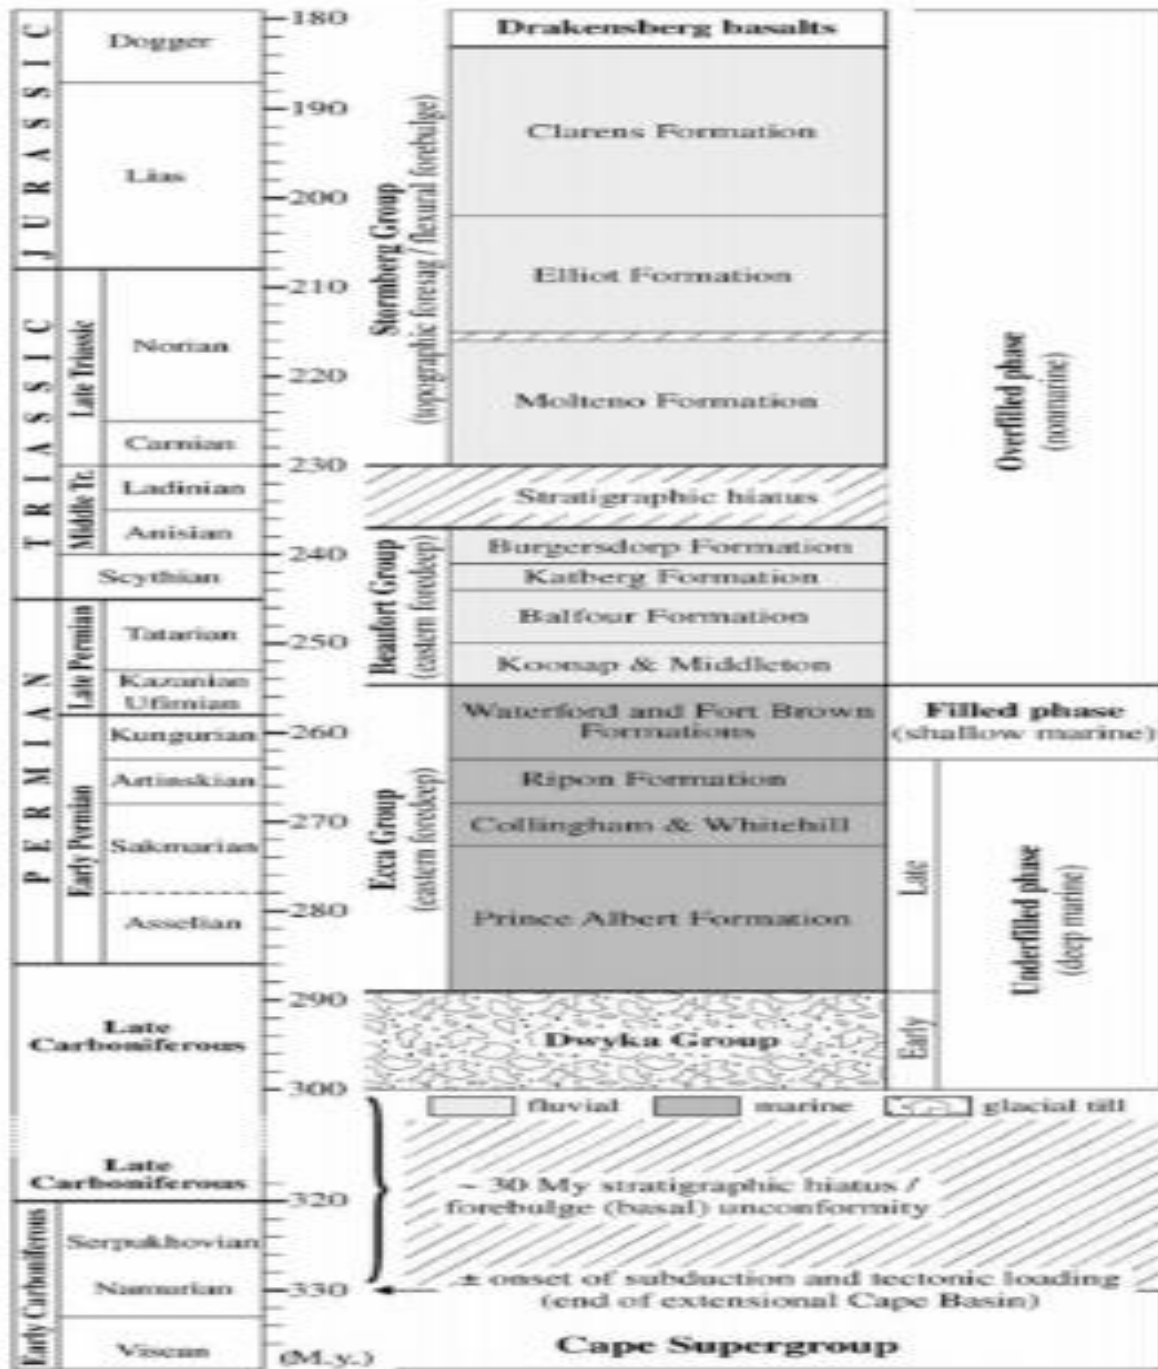 JURASSIC
Dogger
Lias
TRIASSIC
Late Triassic
Norian
Carnian
Middle Tr.
Ladinian
Anisian
Scythian
PERMIAN
Late Permian
Tatarian
Kazanian
Ufimian
Early Permian
Kungurian
Artinskian
Sakmarian
Asselian
Late
Carboniferous
Late
Carboniferous
Early Carboniferous
Serpukhovian
Namurian
Visean
180
190
200
210
220
230
240
250
260
270
280
290
300
320
330
(M.y.)
Stormberg Group
(topographic foresag / flexural forebulge)
Beaufort Group
(eastern foredeep)
Ecca Group
(eastern foredeep)
Drakensberg basalts
Clarens Formation
Elliot Formation
Molteno Formation
Stratigraphic hiatus
Burgersdorp Formation
Katberg Formation
Balfour Formation
Koonap & Middleton
Waterford and Fort Brown
Formations
Ripon Formation
Collingham & Whitehill
Prince Albert Formation
Dwyka Group
Overfilled phase
(nonmarine)
Filled phase
(shallow marine)
Late
Early
Underfilled phase
(deep marine)
fluvial
marine
glacial till
~ 30 My stratigraphic hiatus /
forebulge (basal) unconformity
± onset of subduction and tectonic loading
(end of extensional Cape Basin)
Cape Supergroup